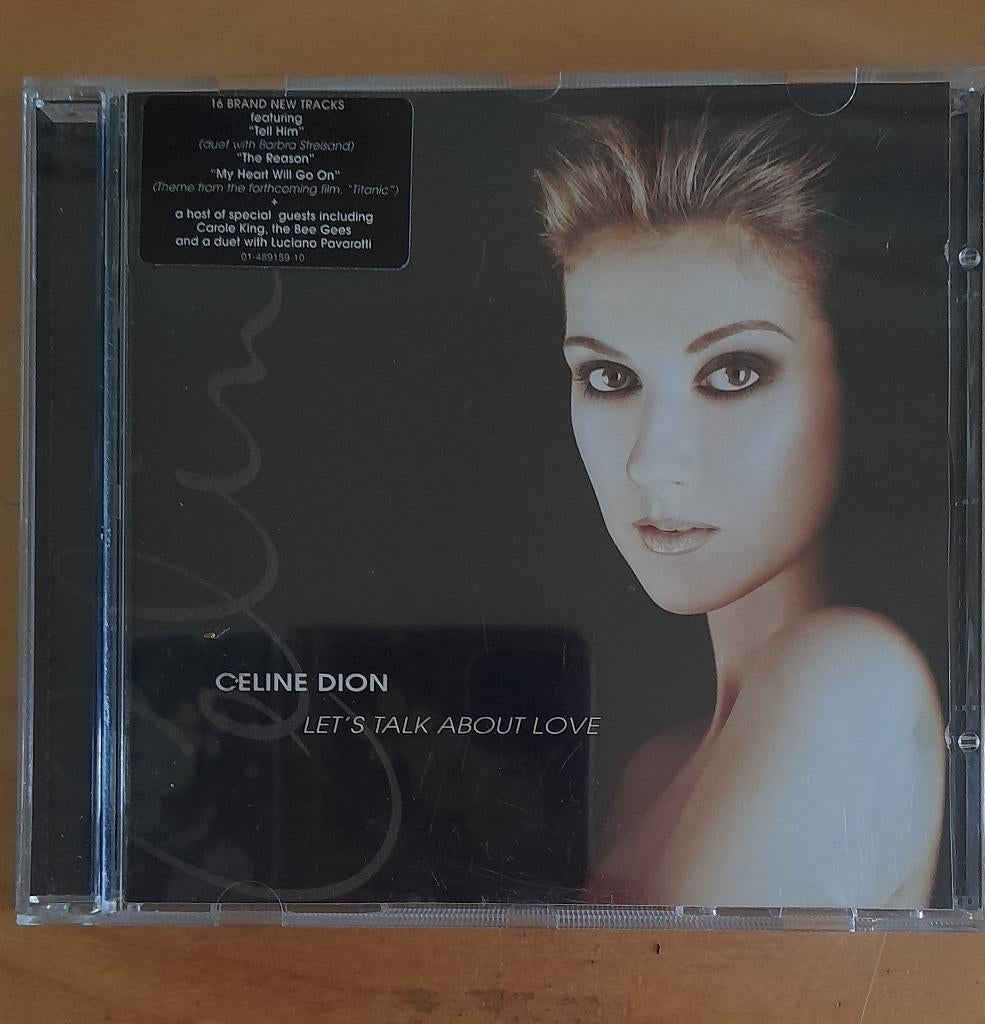 16 BRAND NEW TRACKS
featuring
"Tell Him"
(duet with Barbra Streisand)
"The Reason"
"My Heart Will Go On"
(Theme from the forthcoming film, "Titanic")
+
a host of special guests including
Carole King, the Bee Gees
and a duet with Luciano Pavarotti
01-489159-10
Celin
CELINE DION
LET'S TALK ABOUT LOVE